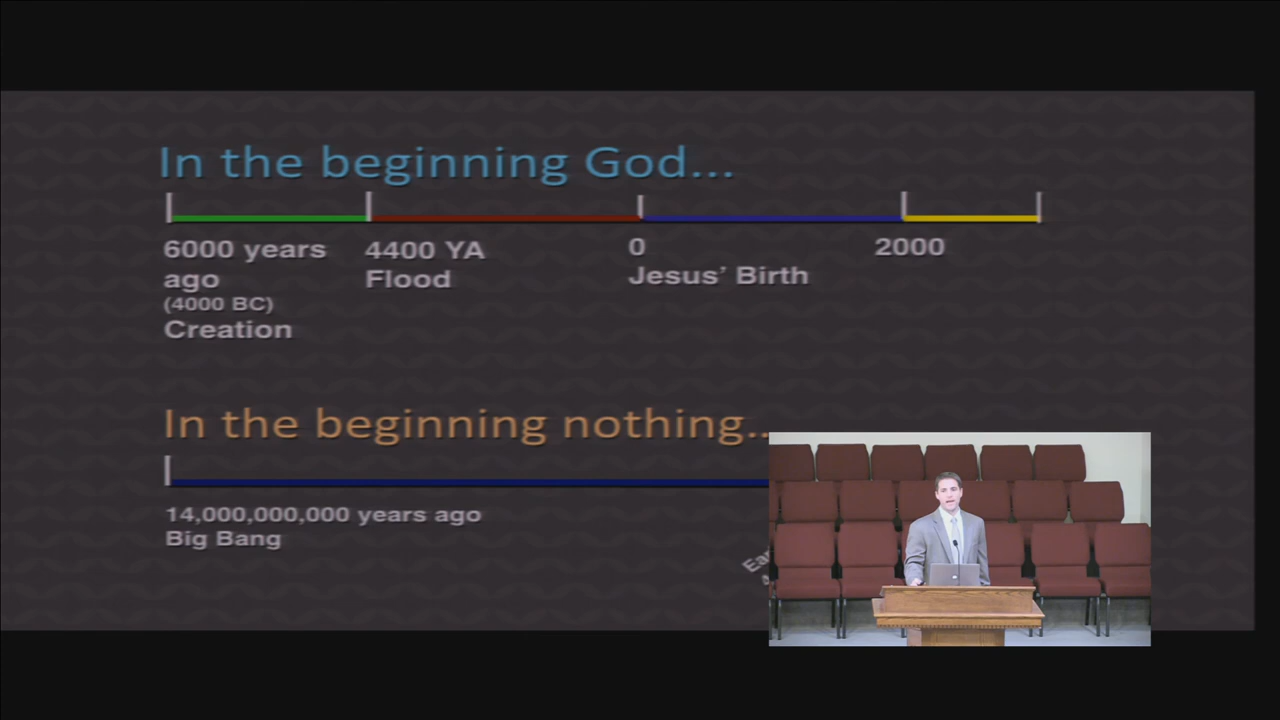 In the beginning God...
6000 years
ago
(4000 BC)
Creation
4400 YA
Flood
0
Jesus’ Birth
2000
In the beginning nothing..
14,000,000,000 years ago
Big Bang